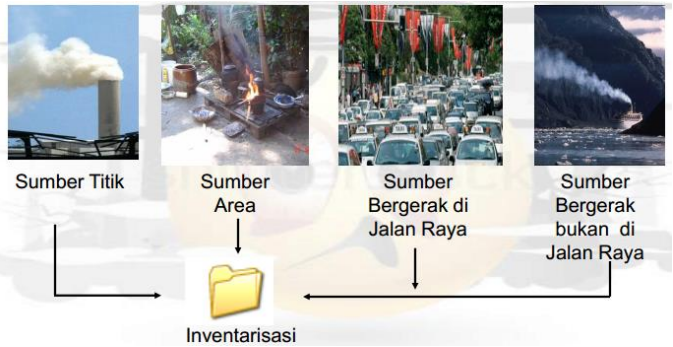 Sumber Titik
Sumber
Area
Sumber
Bergerak di
Jalan Raya
Sumber
Bergerak
bukan di
Jalan Raya
Inventarisasi